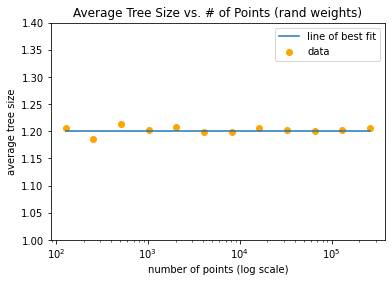 Average Tree Size vs. # of Points (rand weights)
line of best fit
data
average tree size
1.40
1.35
1.30
1.25
1.20
1.15
1.10
1.05
1.00
10²
10³
10⁴
10⁵
number of points (log scale)